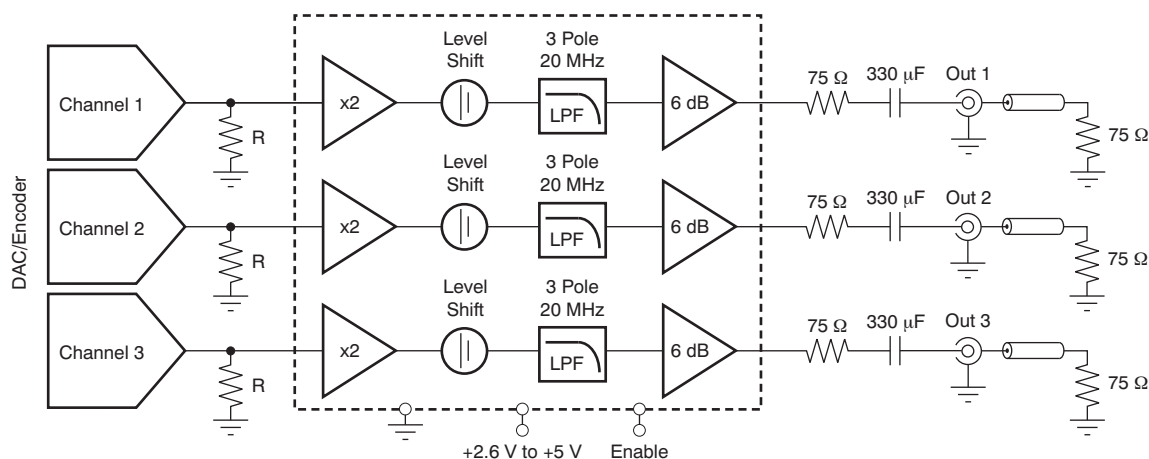 DAC/Encoder
Level
Shift
3 Pole
20 MHz
75 Ω
330 µF
Out 1
Channel 1
x2
LPF
6 dB
R
75 Ω
Level
Shift
3 Pole
20 MHz
75 Ω
330 µF
Out 2
Channel 2
x2
LPF
6 dB
R
75 Ω
Level
Shift
3 Pole
20 MHz
75 Ω
330 µF
Out 3
Channel 3
x2
LPF
6 dB
R
75 Ω
+2.6 V to +5 V
Enable